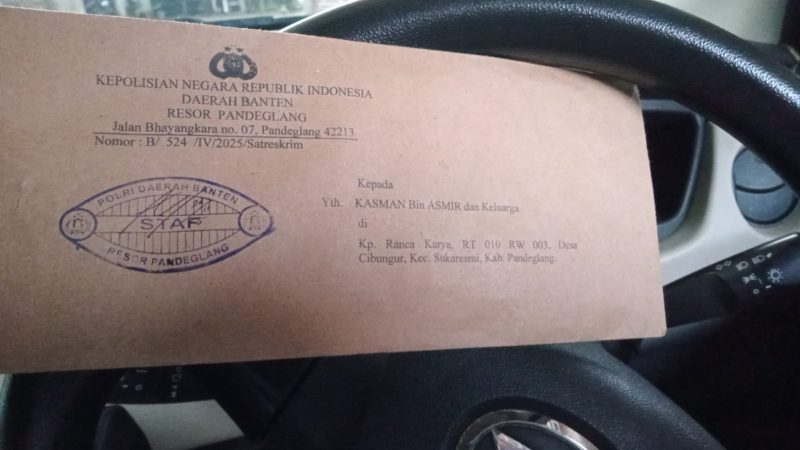 KEPOLISIAN NEGARA REPUBLIK INDONESIA
DAERAH BANTEN
RESOR PANDEGLANG
Jalan Bhayangkara no. 07, Pandeglang 42213
Nomor : B/ 524 /IV/2025/Satreskrim
POLRI DAERAH BANTEN
STAF
RESOR PANDEGLANG
Kepada
Yth. KASMAN Bin ASMIR dan Keluarga
di
Kp. Ranca Karya, RT 010 RW 003, Desa
Cibungur, Kec. Sukaresmi, Kab. Pandeglang.